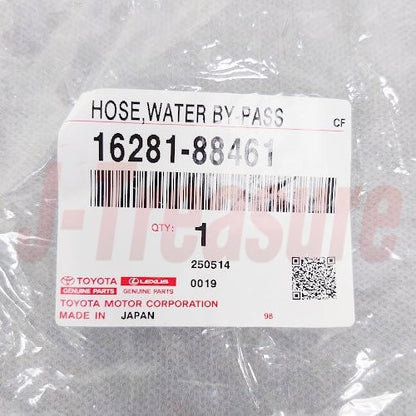 HOSE,WATER BY-PASS CF
16281-88461
QTY: 1
250514
TOYOTA LEXUS 0019
GENUINE PARTS GENUINE PARTS
TOYOTA MOTOR CORPORATION
MADE IN JAPAN 98
J-Treasure